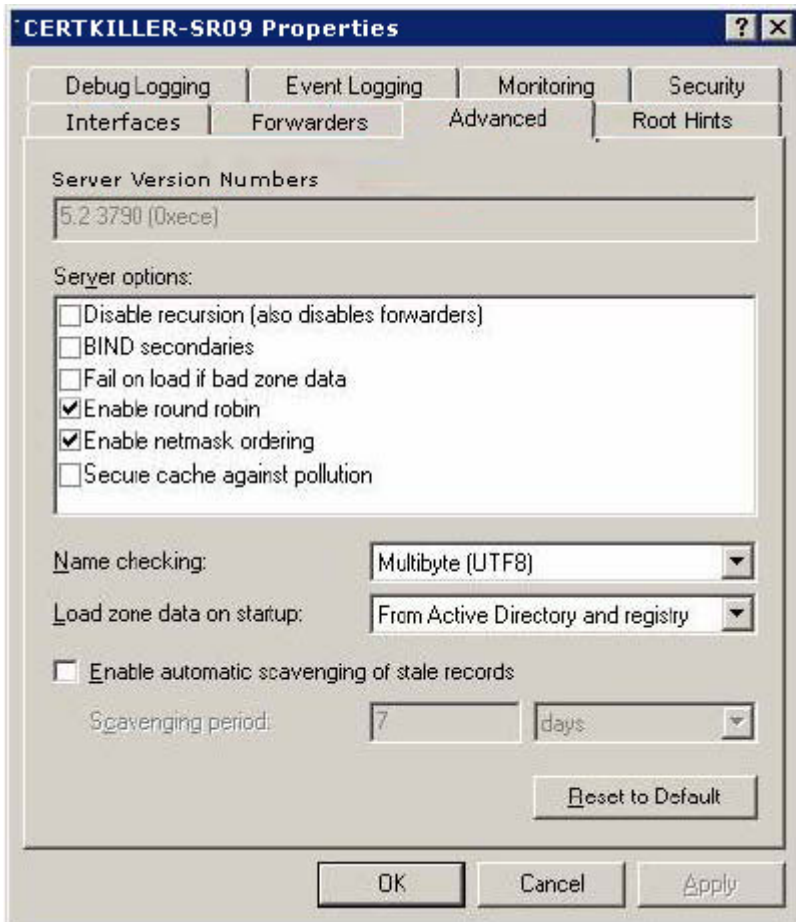 CERTKILLER-SR09 Properties
Debug Logging Event Logging Monitoring Security
Interfaces Forwarders Advanced Root Hints
Server Version Numbers
5.2 3790 (0xece)
Server options:
Disable recursion (also disables forwarders)
BIND secondaries
Fail on load if bad zone data
Enable round robin
Enable netmask ordering
Secure cache against pollution
Name checking: Multibyte (UTF8)
Load zone data on startup: From Active Directory and registry
Enable automatic scavenging of stale records
Scavenging period: 7 days
Reset to Default
OK Cancel Apply